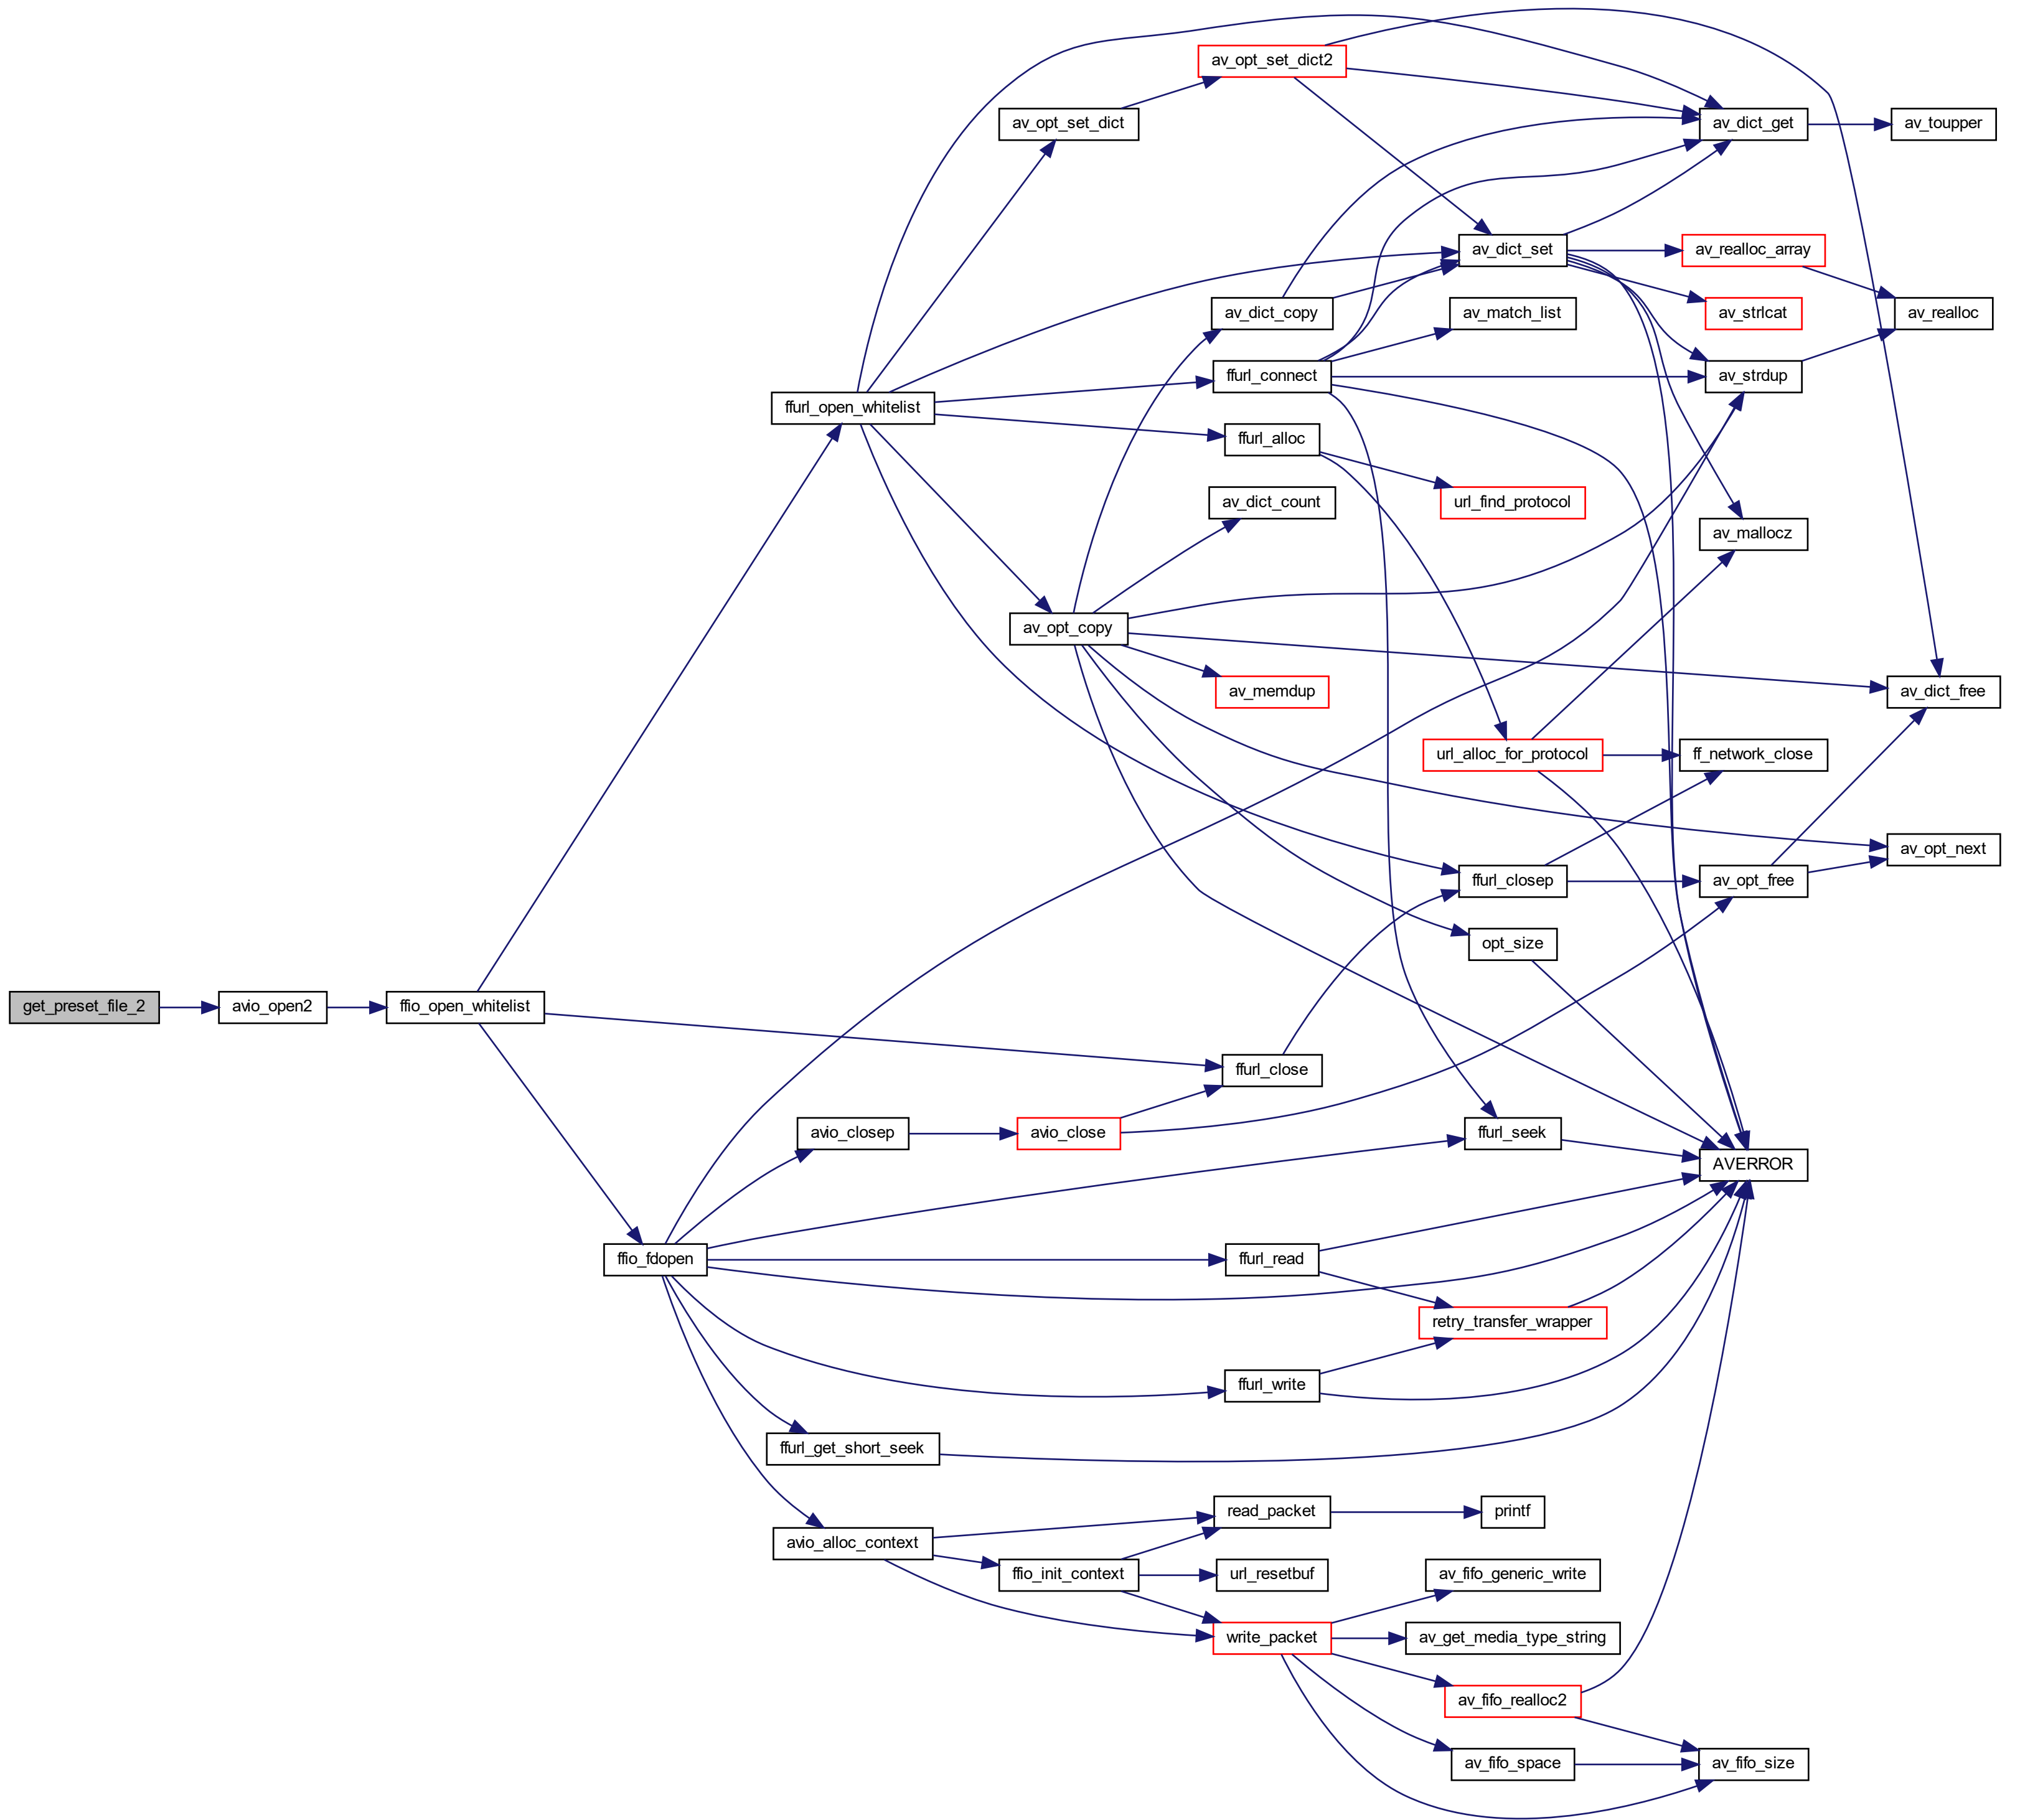 av_opt_set_dict2
av_opt_set_dict
av_dict_get
av_toupper
av_dict_set
av_realloc_array
av_dict_copy
av_match_list
av_strlcat
av_realloc
ffurl_connect
av_strdup
ffurl_open_whitelist
ffurl_alloc
av_dict_count
url_find_protocol
av_mallocz
av_opt_copy
av_memdup
av_dict_free
url_alloc_for_protocol
ff_network_close
av_opt_next
ffurl_closep
av_opt_free
opt_size
get_preset_file_2
avio_open2
ffio_open_whitelist
ffurl_close
avio_closep
avio_close
ffurl_seek
AVERROR
ffio_fdopen
ffurl_read
retry_transfer_wrapper
ffurl_write
ffurl_get_short_seek
read_packet
printf
avio_alloc_context
ffio_init_context
url_resetbuf
av_fifo_generic_write
write_packet
av_get_media_type_string
av_fifo_realloc2
av_fifo_space
av_fifo_size